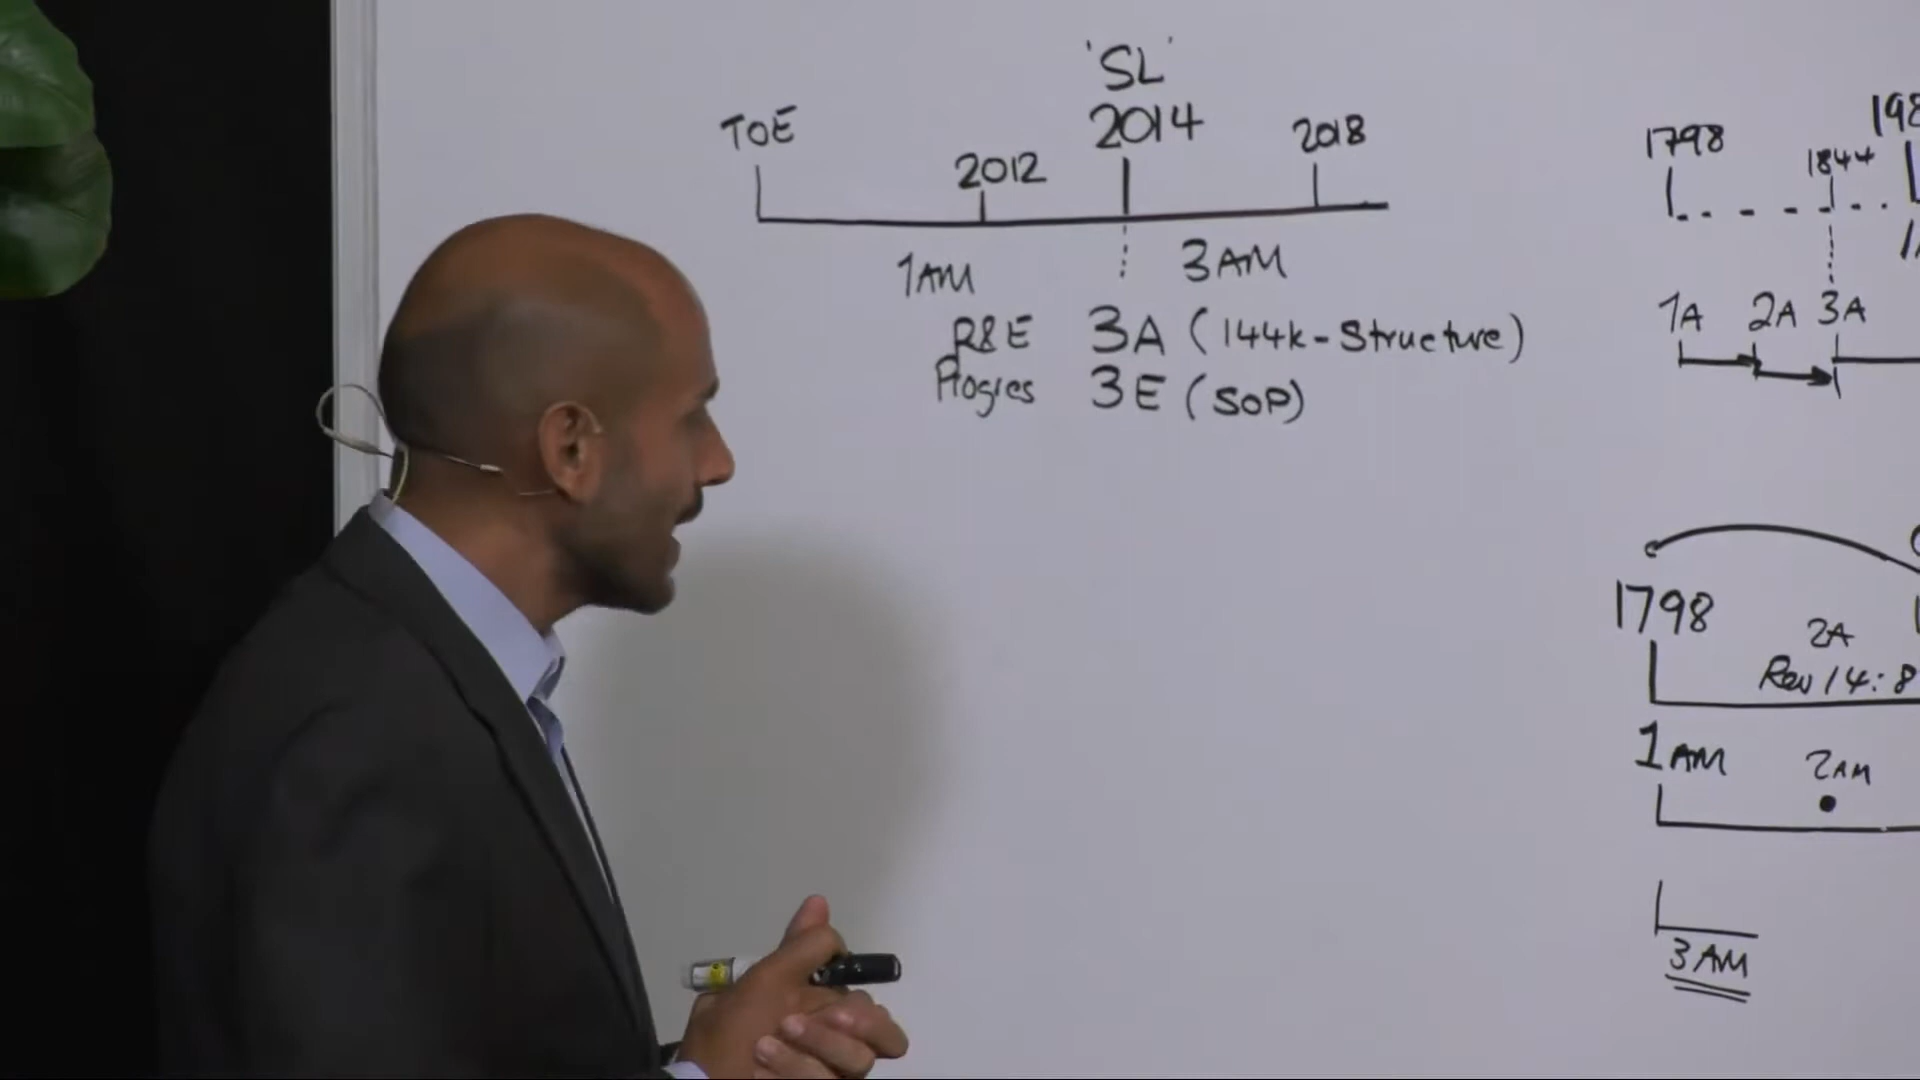 'SL'
TOE 2012 2014 2018
1AM 3AM
R&E 3A (144k-Structure)
Progres 3E (SOP)
1798 1844 198
1A 2A 3A
1798 2A
Rev 14:8
1AM 2AM
3AM